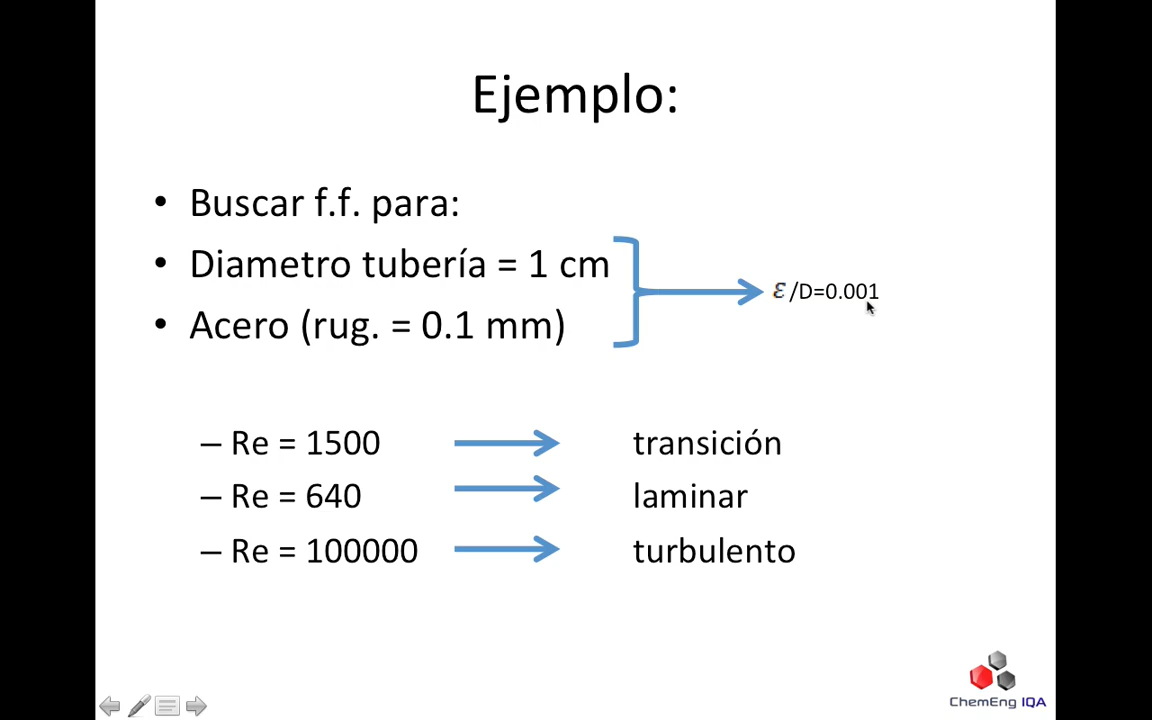 Ejemplo:
• Buscar f.f. para:
• Diametro tubería = 1 cm
• Acero (rug. = 0.1 mm)
ℰ/D=0.001
– Re = 1500 transición
– Re = 640 laminar
– Re = 100000 turbulento
ChemEng IQA